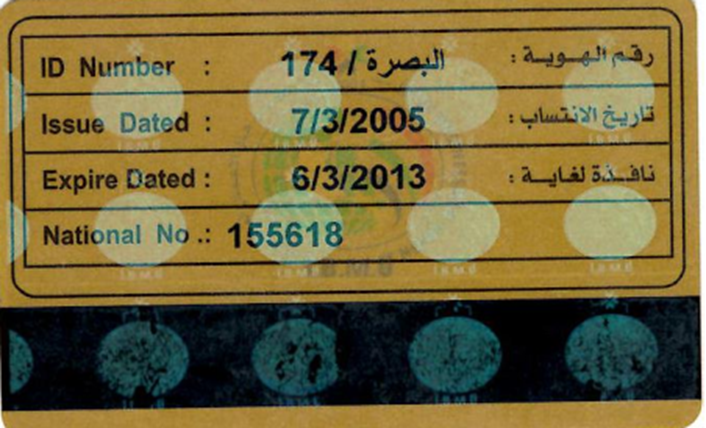 ID Number : 174 / البصرة رقم الهوية :
Issue Dated : 7/3/2005 تاريخ الانتساب :
Expire Dated : 6/3/2013 نافذة لغاية :
National No .: 155618
I.B.M.U